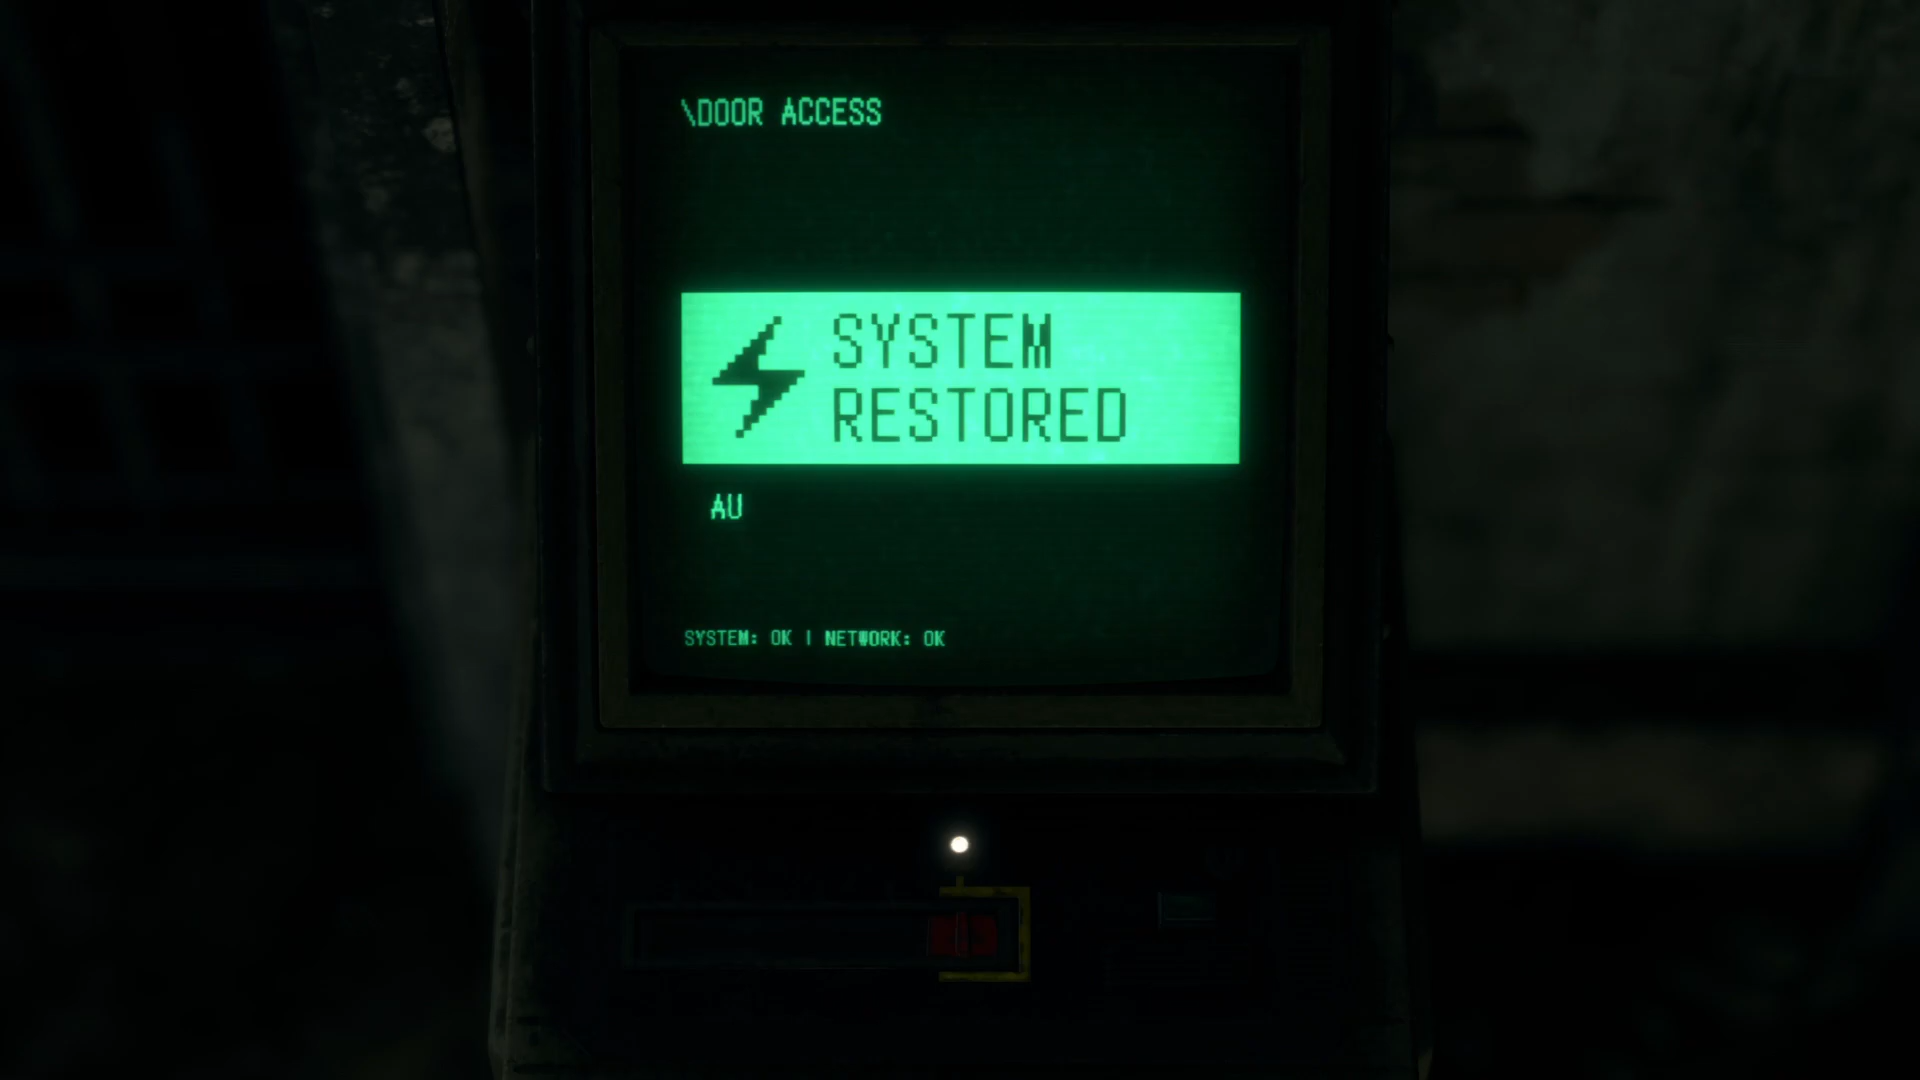 \DOOR ACCESS
SYSTEM
RESTORED
AU
SYSTEM: OK | NETWORK: OK